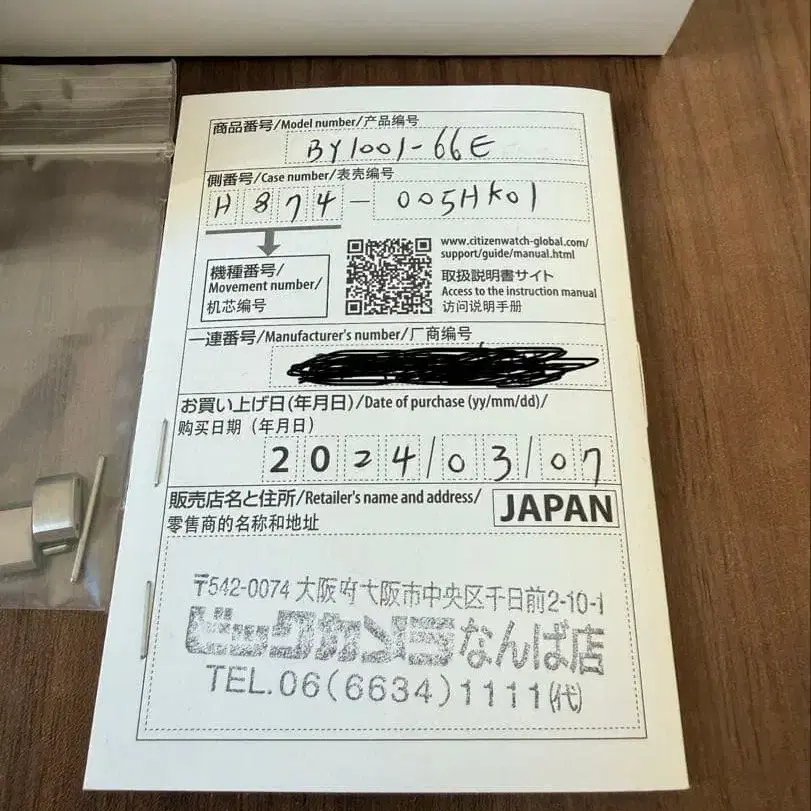 商品番号/Model number/产品编号
BY1001-66E
側番号/Case number/表壳编号
H874-005HK01
機種番号/
Movement number/
机芯编号
www.citizenwatch-global.com/
support/guide/manual.html
取扱説明書サイト
Access to the instruction manual
访问说明手册
一連番号/Manufacturer's number/厂商编号
お買い上げ日(年月日)/Date of purchase (yy/mm/dd)/
购买日期 (年月日)
2024/03/07
販売店名と住所/Retailer's name and address/
零售商的名称和地址
JAPAN
〒542-0074 大阪府大阪市中央区千日前2-10-1
ビックカメラなんば店
TEL.06(6634)1111(代)